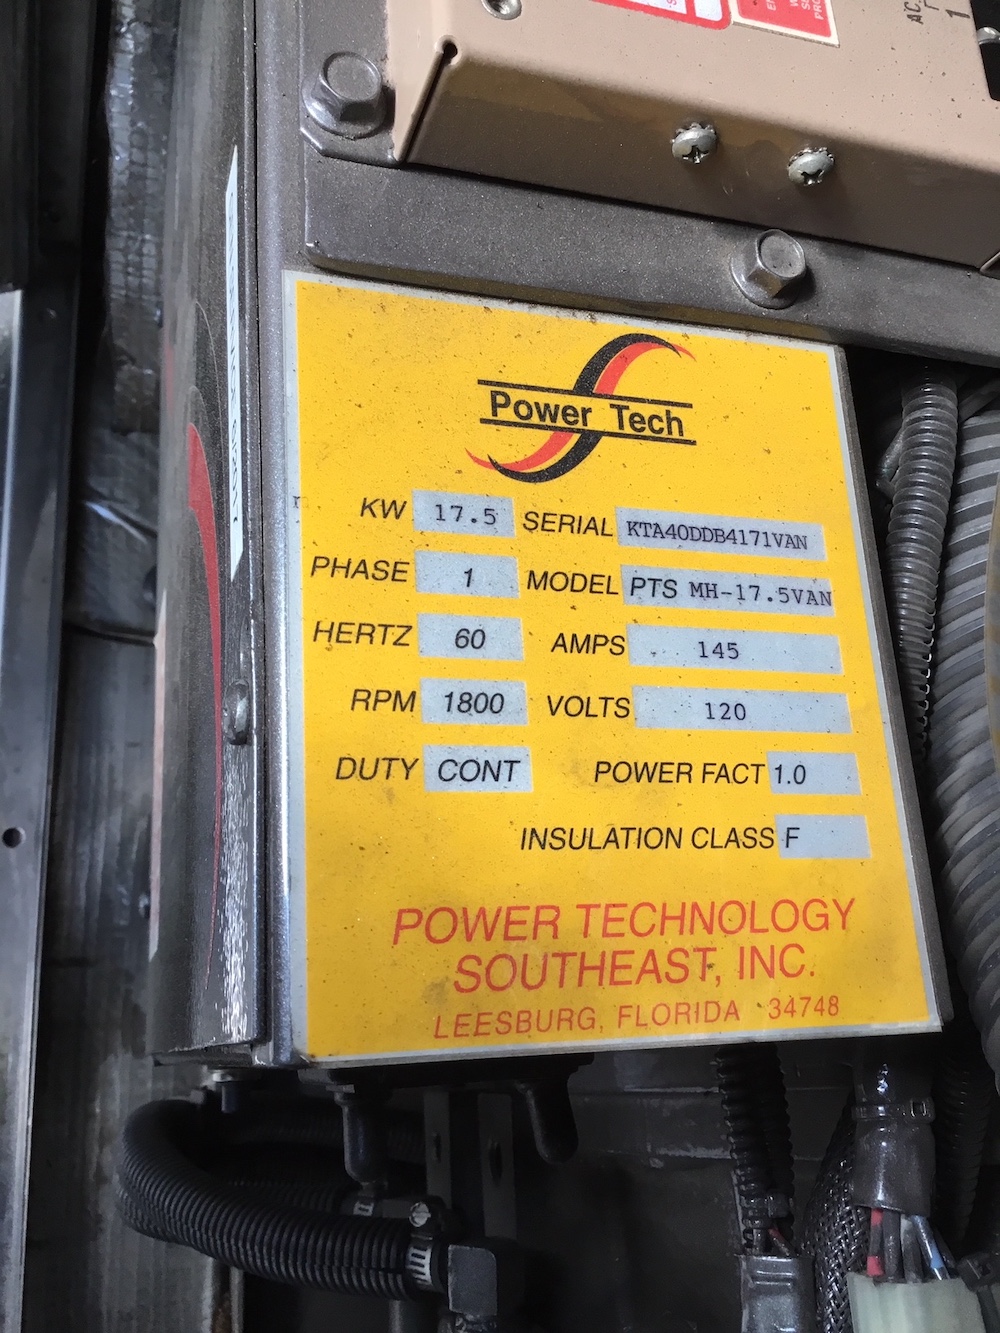 Power Tech
KW 17.5 SERIAL KTA40DDB4171VAN
PHASE 1 MODEL PTS MH-17.5VAN
HERTZ 60 AMPS 145
RPM 1800 VOLTS 120
DUTY CONT POWER FACT 1.0
INSULATION CLASS F
POWER TECHNOLOGY
SOUTHEAST, INC.
LEESBURG, FLORIDA 34748